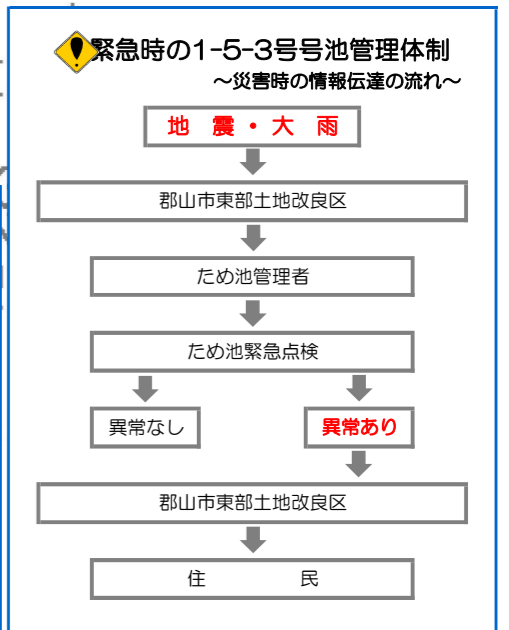 緊急時の1-5-3号号池管理体制
～災害時の情報伝達の流れ～
地 震・大 雨
郡山市東部土地改良区
ため池管理者
ため池緊急点検
異常なし 異常あり
郡山市東部土地改良区
住 民